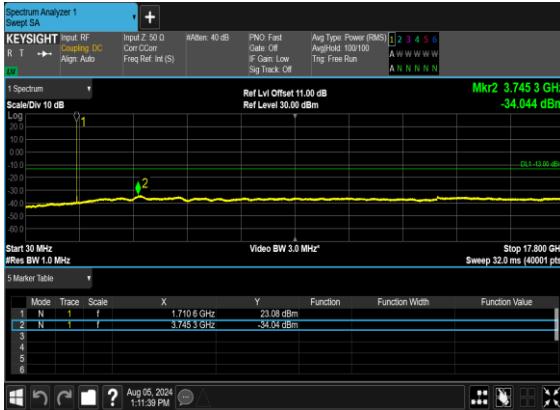 Spectrum Analyzer 1
Swept SA
+
KEYSIGHT Input: RF Input Z: 50 Ω #Atten: 40 dB PNO: Fast Avg Type: Power (RMS) 1 2 3 4 5 6
R T Coupling: DC Corr CCorr Gate: Off Avg|Hold: 100/100 A W W W W W
Align: Auto Freq Ref: Int (S) IF Gain: Low Trig: Free Run
LXI Sig Track: Off A N N N N N
1 Spectrum Ref Lvl Offset 11.00 dB Mkr2 3.745 3 GHz
Scale/Div 10 dB Ref Level 30.00 dBm -34.044 dBm
Log
1
20.0
10.0
0.00
-10.0
DL1 -13.00 dBm
-20.0
2
-30.0
-40.0
-50.0
-60.0
Start 30 MHz Video BW 3.0 MHz* Stop 17.800 GH
#Res BW 1.0 MHz Sweep 32.0 ms (40001 pts
5 Marker Table
Mode Trace Scale X Y Function Function Width Function Value
1 N 1 f 1.710 6 GHz 23.08 dBm
2 N 1 f 3.745 3 GHz -34.04 dBm
3
4
5
6
? Aug 05, 2024
1:11:39 PM